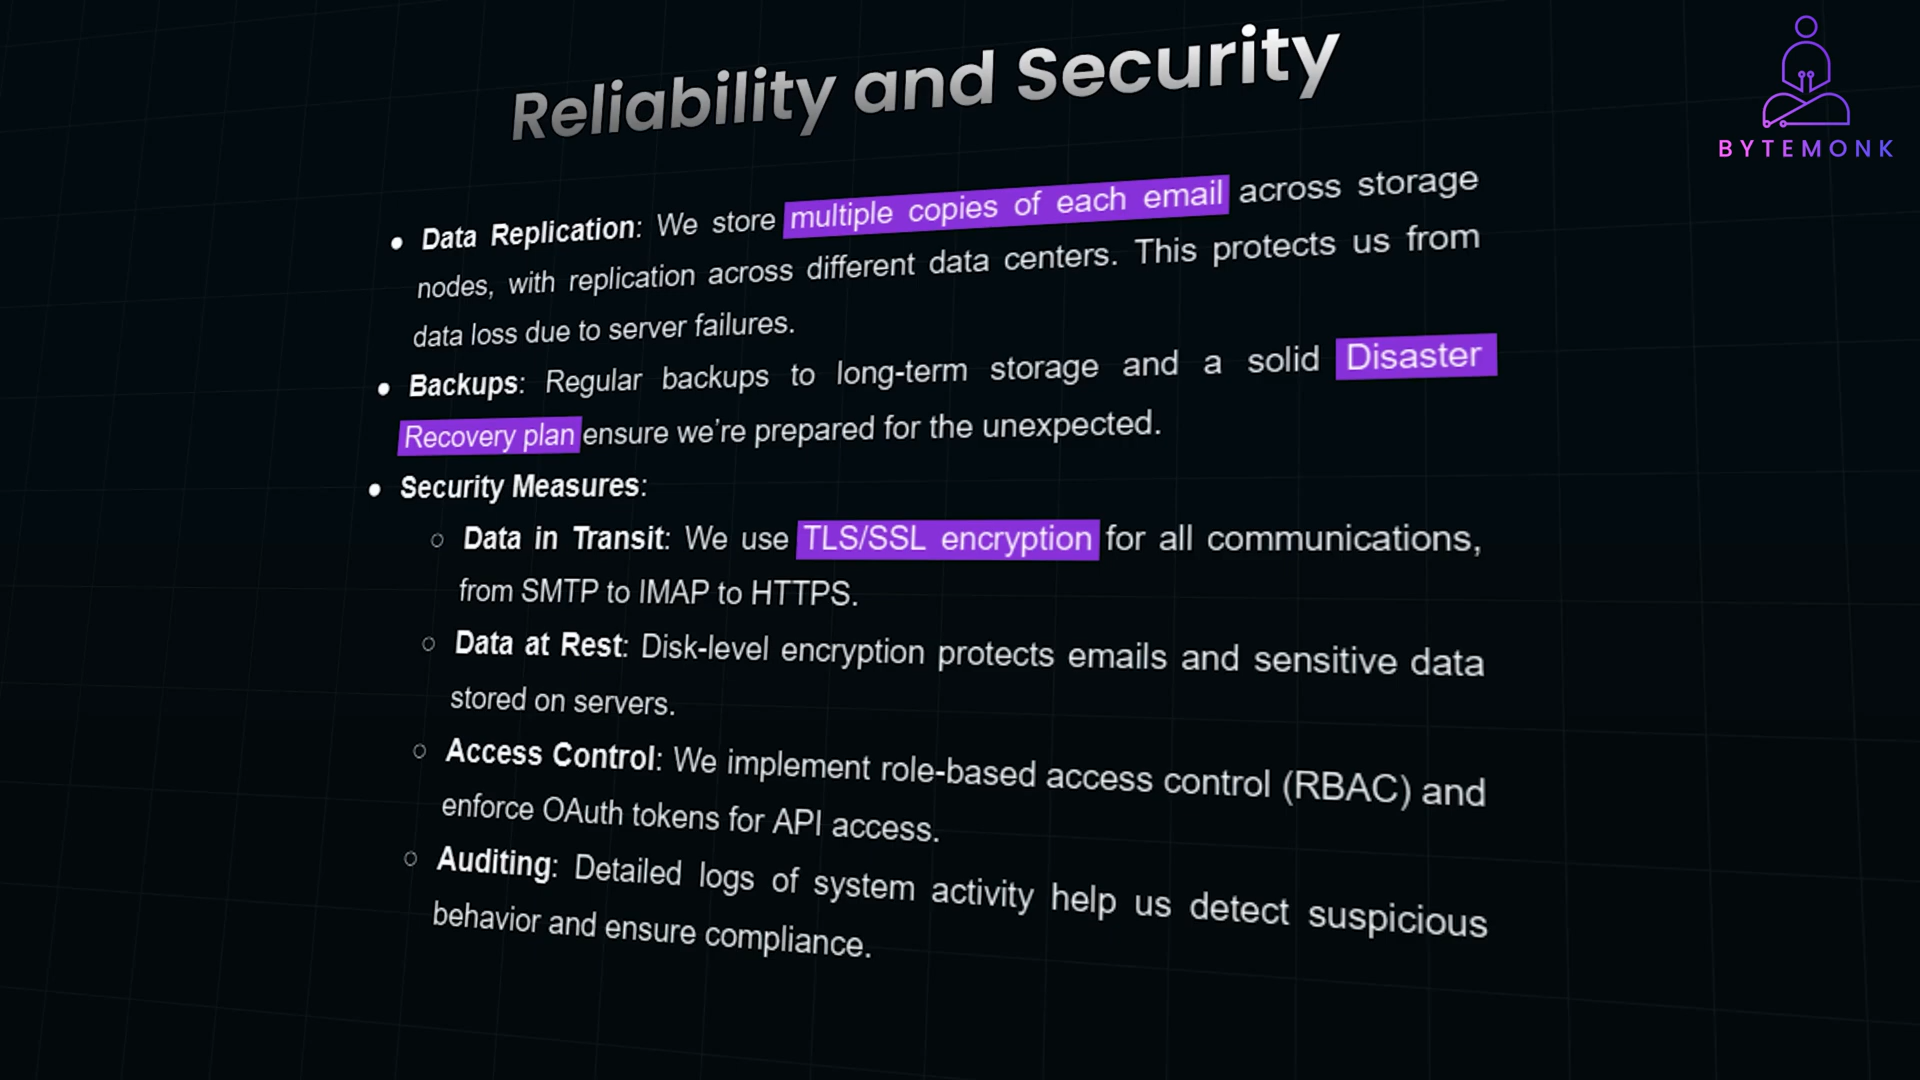 Reliability and Security
BYTEMONK
• Data Replication: We store multiple copies of each email across storage
nodes, with replication across different data centers. This protects us from
data loss due to server failures.
• Backups: Regular backups to long-term storage and a solid Disaster
Recovery plan ensure we’re prepared for the unexpected.
• Security Measures:
○ Data in Transit: We use TLS/SSL encryption for all communications,
from SMTP to IMAP to HTTPS.
○ Data at Rest: Disk-level encryption protects emails and sensitive data
stored on servers.
○ Access Control: We implement role-based access control (RBAC) and
enforce OAuth tokens for API access.
○ Auditing: Detailed logs of system activity help us detect suspicious
behavior and ensure compliance.